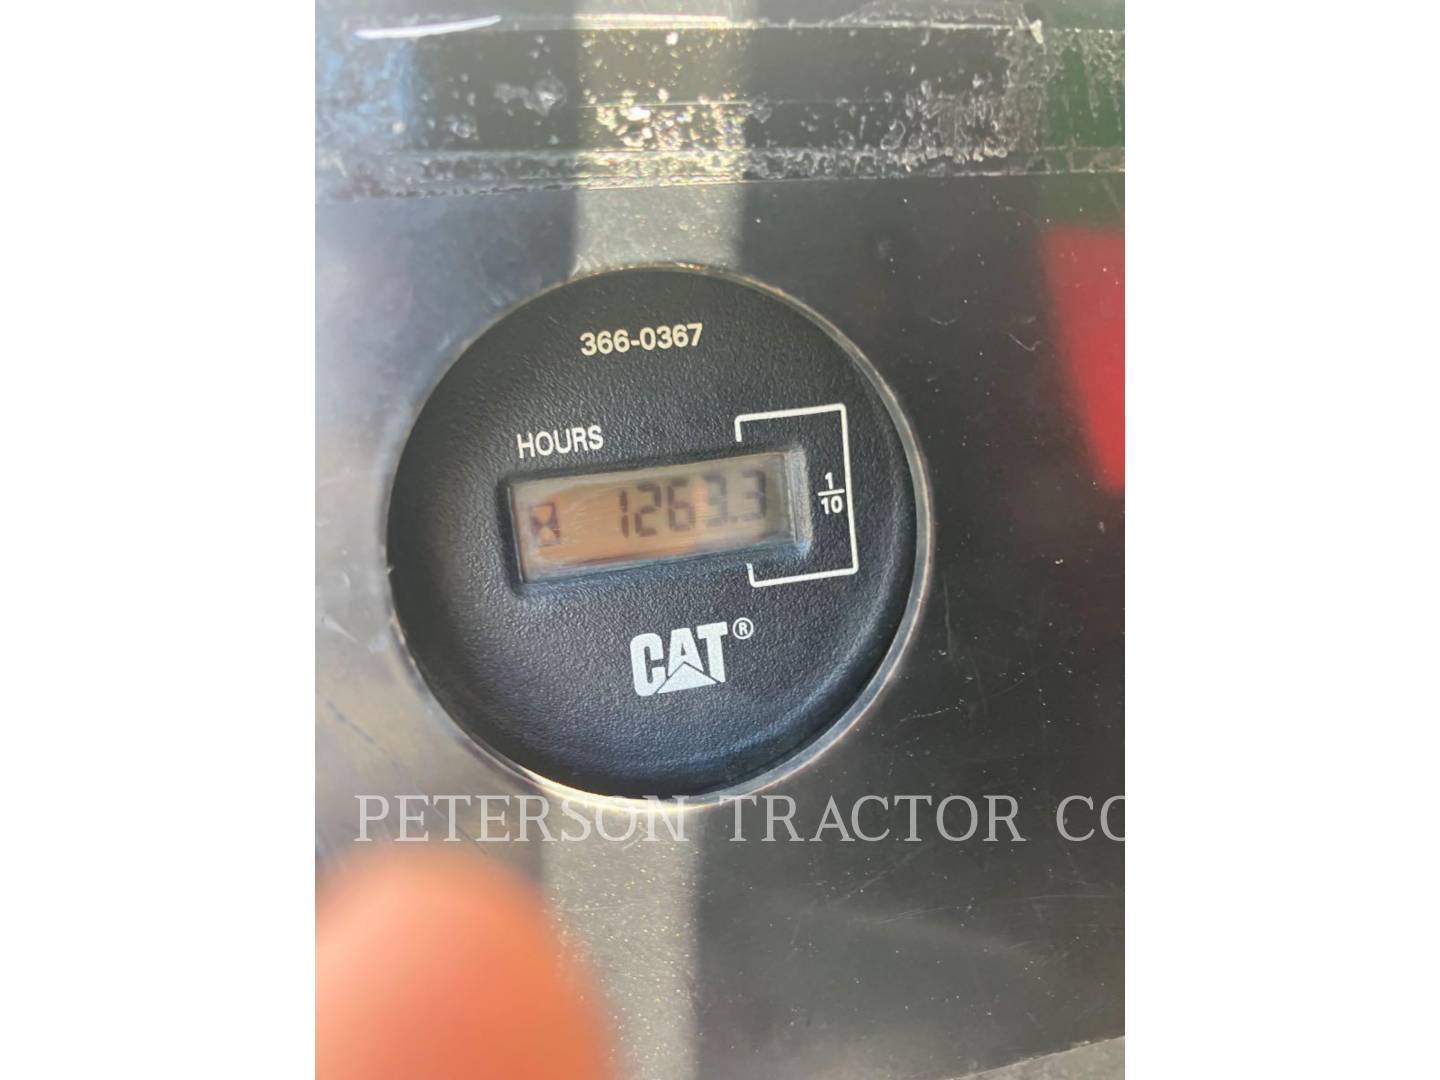 366-0367
HOURS
1263.3
1
10
CAT®
PETERSON TRACTOR CO